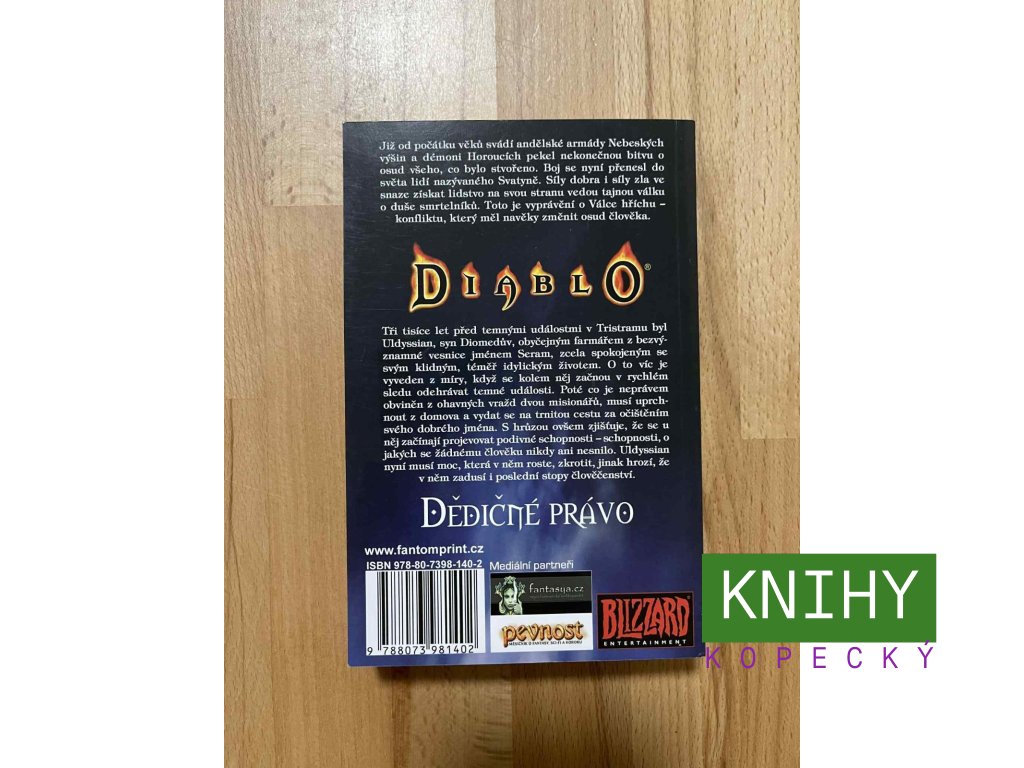 Již od počátku věků svádí andělské armády Nebeských
výšin a démoni Horoucích pekel nekonečnou bitvu o
osud všeho, co bylo stvořeno. Boj se nyní přenesl do
světa lidí nazývaného Svatyně. Síly dobra i síly zla ve
snaze získat lidstvo na svou stranu vedou tajnou válku
o duše smrtelníků. Toto je vyprávění o Válce hříchu –
konfliktu, který měl navěky změnit osud člověka.
DIABLO®
Tři tisíce let před temnými událostmi v Tristramu byl
Uldyssian, syn Diomedův, obyčejným farmářem z bezvý-
znamné vesnice jménem Seram, zcela spokojeným se
svým klidným, téměř idylickým životem. O to víc je
vyveden z míry, když se kolem něj začnou v rychlém
sledu odehrávat temné události. Poté co je neprávem
obviněn z ohavných vražd dvou misionářů, musí uprch-
nout z domova a vydat se na trnitou cestu za očištěním
svého dobrého jména. S hrůzou ovšem zjišťuje, že se u
něj začínají projevovat podivné schopnosti – schopnosti, o
jakých se žádnému člověku nikdy ani nesnilo. Uldyssian
nyní musí moc, která v něm roste, zkrotit, jinak hrozí, že
v něm zadusí i poslední stopy člověčenství.
DĚDIČNÉ PRÁVO
www.fantomprint.cz
ISBN 978-80-7398-140-2
Mediální partneři
fantasya.cz
pevnost
MĚSÍČNÍK O FANTASY, SCI-FI A HORORU
BLIZZARD
ENTERTAINMENT
9 788073 981402
KNIHY
KOPECKÝ